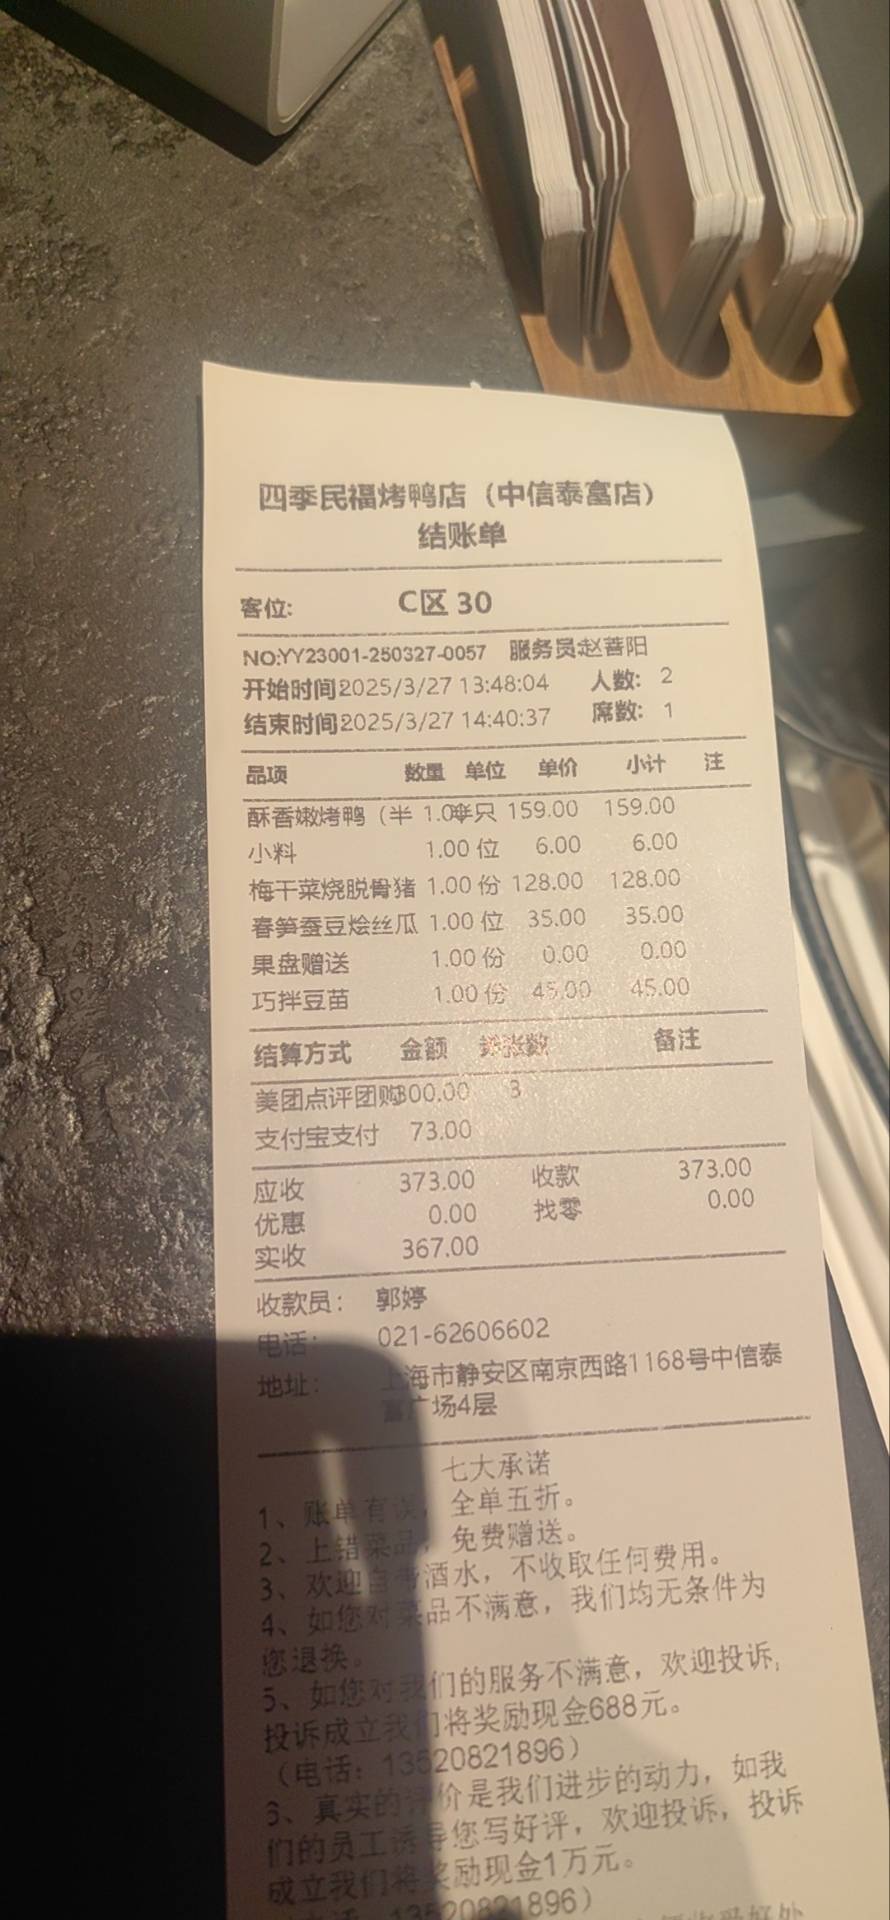 四季民福烤鸭店（中信泰富店）
结账单
客位: C区 30
NO:YY23001-250327-0057 服务员:赵菩阳
开始时间2025/3/27 13:48:04 人数: 2
结束时间2025/3/27 14:40:37 席数: 1
品项 数量 单位 单价 小计 注
酥香嫩烤鸭（半 1.00半只 159.00 159.00
小料 1.00 位 6.00 6.00
梅干菜烧脱骨猪 1.00 份 128.00 128.00
春笋蚕豆烩丝瓜 1.00 位 35.00 35.00
果盘赠送 1.00 份 0.00 0.00
巧拌豆苗 1.00 份 45.00 45.00
结算方式 金额 张数 备注
美团点评团购300.00 3
支付宝支付 73.00
应收 373.00 收款 373.00
优惠 0.00 找零 0.00
实收 367.00
收款员: 郭婷
电话: 021-62606602
地址: 上海市静安区南京西路1168号中信泰
富广场4层
七大承诺
1、账单有误，全单五折。
2、上错菜品，免费赠送。
3、欢迎自带酒水，不收取任何费用。
4、如您对菜品不满意，我们均无条件为
您退换。
5、如您对我们的服务不满意，欢迎投诉,
投诉成立我们将奖励现金688元。
（电话：13520821896）
6、真实的评价是我们进步的动力，如我
们的员工诱导您写好评，欢迎投诉，投诉
成立我们将奖励现金1万元。
13520821896）